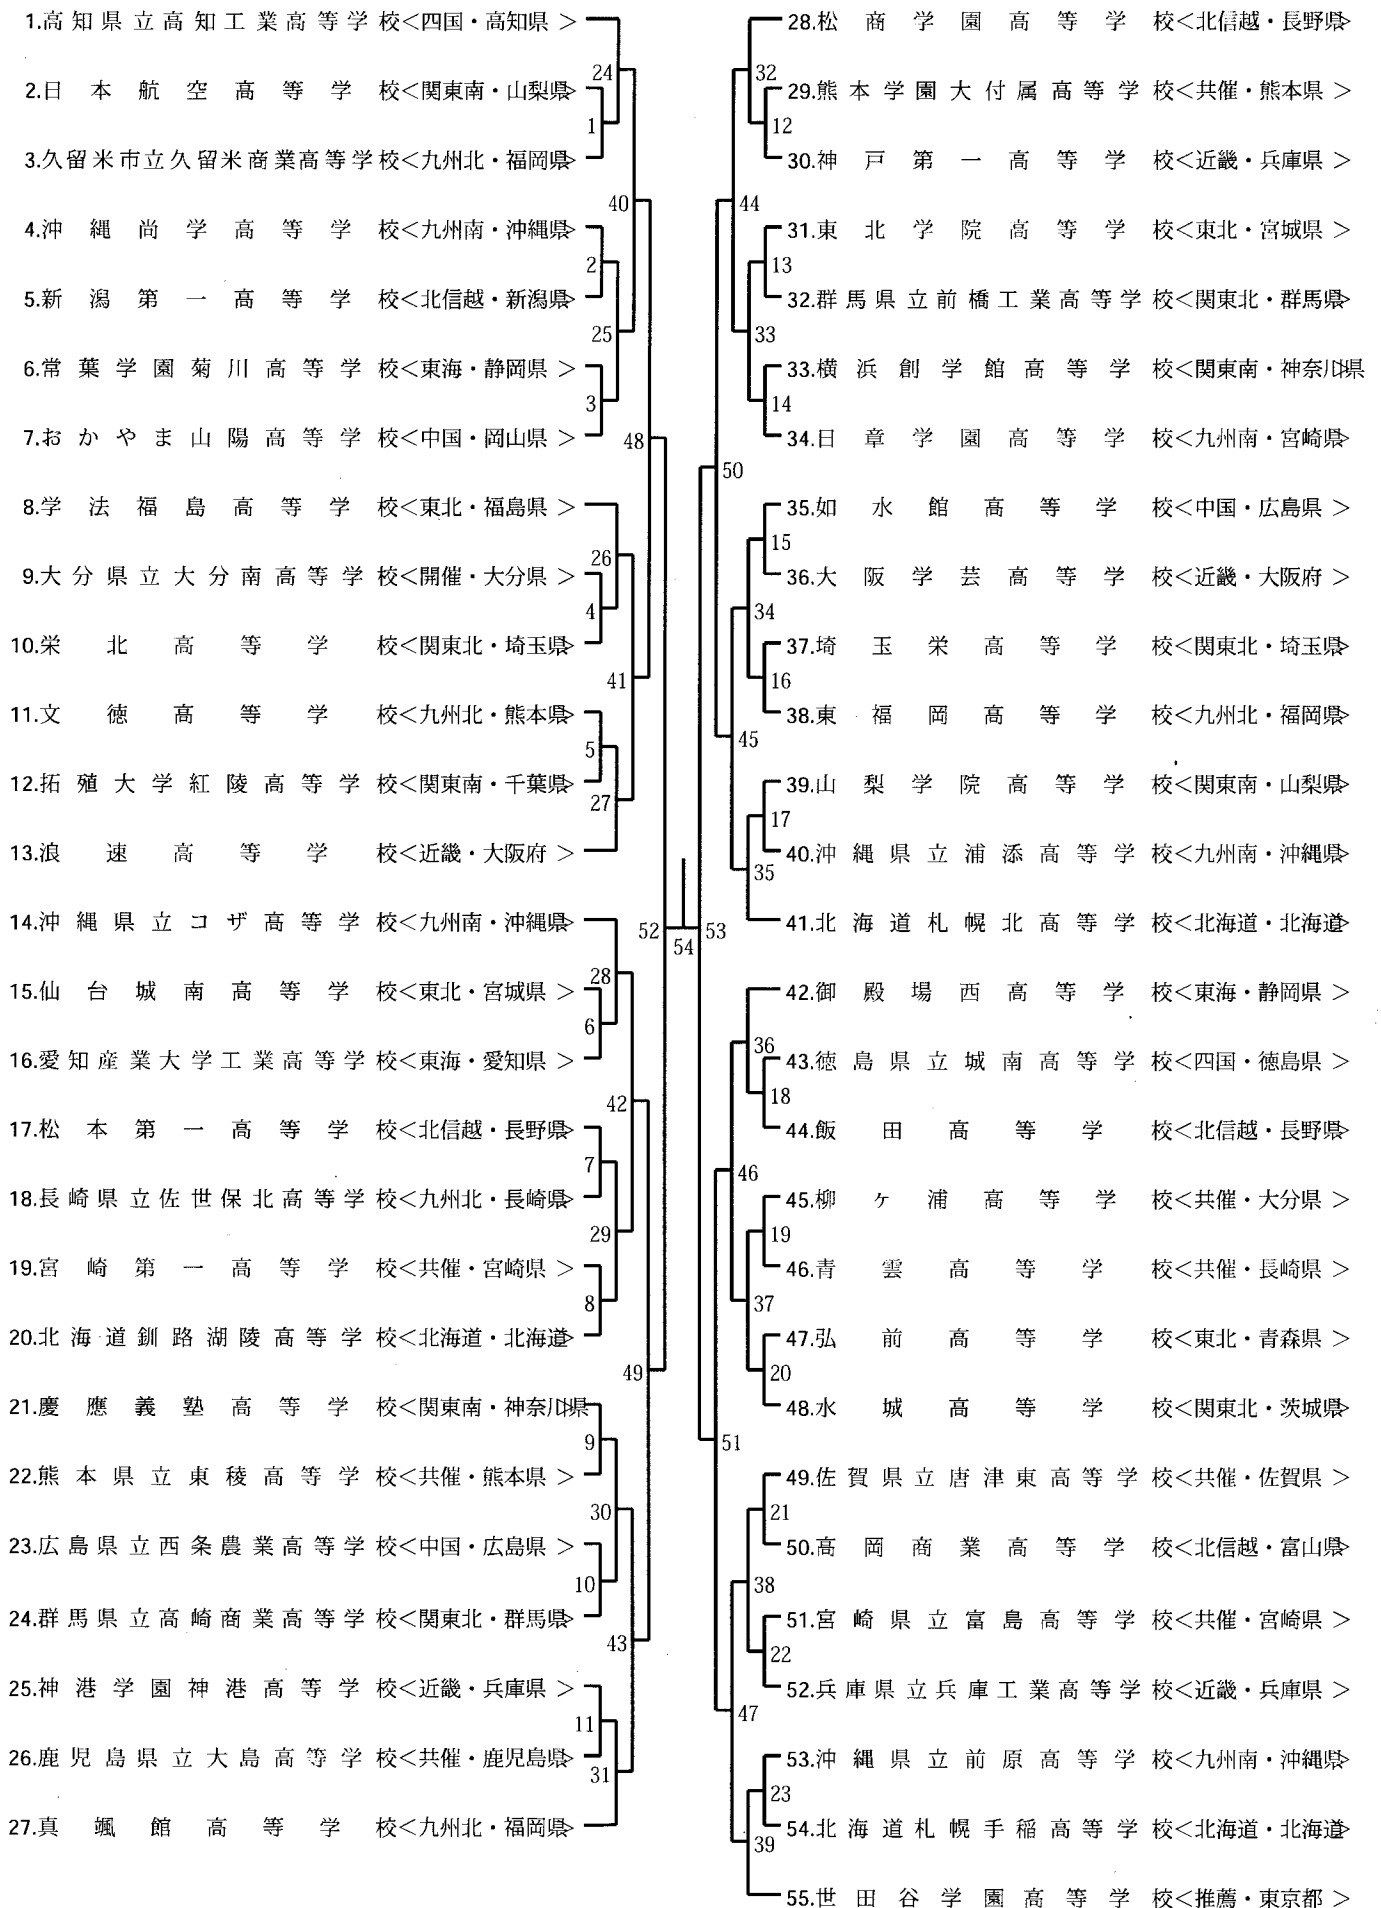 1.高知県立高知工業高等学校<四国・高知県>
2.日本航空高等学校<関東南・山梨県>
3.久留米市立久留米商業高等学校<九州北・福岡県>
4.沖縄尚学高等学校<九州南・沖縄県>
5.新潟第一高等学校<北信越・新潟県>
6.常葉学園菊川高等学校<東海・静岡県>
7.おかやま山陽高等学校<中国・岡山県>
8.学法福島高等学校<東北・福島県>
9.大分県立大分南高等学校<開催・大分県>
10.栄北高等学校<関東北・埼玉県>
11.文徳高等学校<九州北・熊本県>
12.拓殖大学紅陵高等学校<関東南・千葉県>
13.浪速高等学校<近畿・大阪府>
14.沖縄県立コザ高等学校<九州南・沖縄県>
15.仙台城南高等学校<東北・宮城県>
16.愛知産業大学工業高等学校<東海・愛知県>
17.松本第一高等学校<北信越・長野県>
18.長崎県立佐世保北高等学校<九州北・長崎県>
19.宮崎第一高等学校<共催・宮崎県>
20.北海道釧路湖陵高等学校<北海道・北海道>
21.慶應義塾高等学校<関東南・神奈川県
22.熊本県立東稜高等学校<共催・熊本県>
23.広島県立西条農業高等学校<中国・広島県>
24.群馬県立高崎商業高等学校<関東北・群馬県>
25.神港学園神港高等学校<近畿・兵庫県>
26.鹿児島県立大島高等学校<共催・鹿児島県>
27.真颯館高等学校<九州北・福岡県>
24
1
40
2
25
3
48
26
4
41
5
27
52
28
6
42
7
29
8
49
9
30
10
43
11
31
54
53
32
12
44
13
33
14
50
15
34
16
45
17
35
36
18
46
19
37
20
51
21
38
22
47
23
39
28.松商学園高等学校<北信越・長野県>
29.熊本学園大付属高等学校<共催・熊本県>
30.神戸第一高等学校<近畿・兵庫県>
31.東北学院高等学校<東北・宮城県>
32.群馬県立前橋工業高等学校<関東北・群馬県>
33.横浜創学館高等学校<関東南・神奈川県
34.日章学園高等学校<九州南・宮崎県>
35.如水館高等学校<中国・広島県>
36.大阪学芸高等学校<近畿・大阪府>
37.埼玉栄高等学校<関東北・埼玉県>
38.東福岡高等学校<九州北・福岡県>
39.山梨学院高等学校<関東南・山梨県>
40.沖縄県立浦添高等学校<九州南・沖縄県>
41.北海道札幌北高等学校<北海道・北海道>
42.御殿場西高等学校<東海・静岡県>
43.徳島県立城南高等学校<四国・徳島県>
44.飯田高等学校<北信越・長野県>
45.柳ヶ浦高等学校<共催・大分県>
46.青雲高等学校<共催・長崎県>
47.弘前高等学校<東北・青森県>
48.水城高等学校<関東北・茨城県>
49.佐賀県立唐津東高等学校<共催・佐賀県>
50.高岡商業高等学校<北信越・富山県>
51.宮崎県立富島高等学校<共催・宮崎県>
52.兵庫県立兵庫工業高等学校<近畿・兵庫県>
53.沖縄県立前原高等学校<九州南・沖縄県>
54.北海道札幌手稲高等学校<北海道・北海道>
55.世田谷学園高等学校<推薦・東京都>